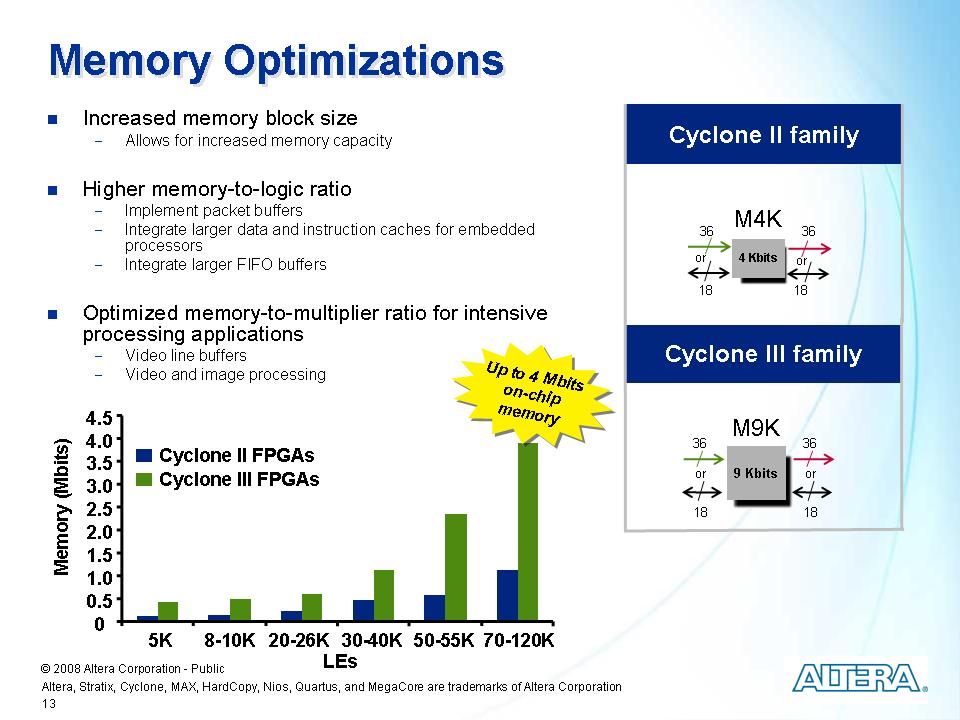 Memory Optimizations
Increased memory block size
– Allows for increased memory capacity
Higher memory-to-logic ratio
– Implement packet buffers
– Integrate larger data and instruction caches for embedded
processors
– Integrate larger FIFO buffers
Optimized memory-to-multiplier ratio for intensive
processing applications
– Video line buffers
– Video and image processing
Up to 4 Mbits
on-chip
memory
Memory (Mbits)
4.5
4.0
3.5
3.0
2.5
2.0
1.5
1.0
0.5
0
Cyclone II FPGAs
Cyclone III FPGAs
5K 8-10K 20-26K 30-40K 50-55K 70-120K
LEs
Cyclone II family
M4K
36 36
or 4 Kbits or
18 18
Cyclone III family
M9K
36 36
or 9 Kbits or
18 18
© 2008 Altera Corporation - Public
Altera, Stratix, Cyclone, MAX, HardCopy, Nios, Quartus, and MegaCore are trademarks of Altera Corporation
13
ALTERA®